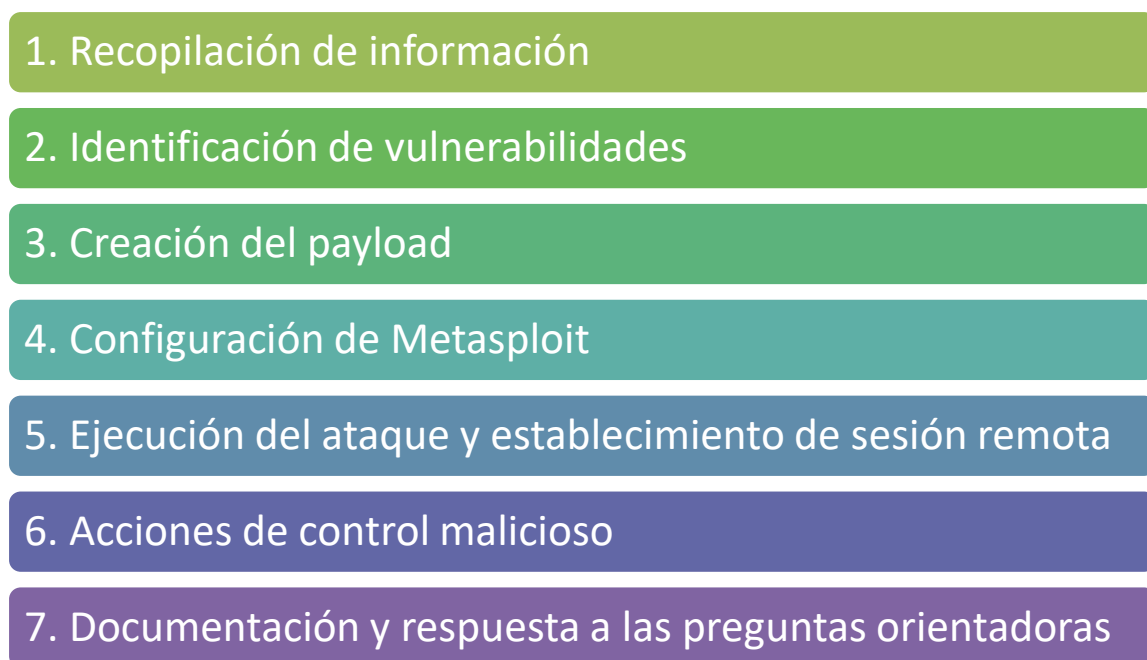 1. Recopilación de información
2. Identificación de vulnerabilidades
3. Creación del payload
4. Configuración de Metasploit
5. Ejecución del ataque y establecimiento de sesión remota
6. Acciones de control malicioso
7. Documentación y respuesta a las preguntas orientadoras